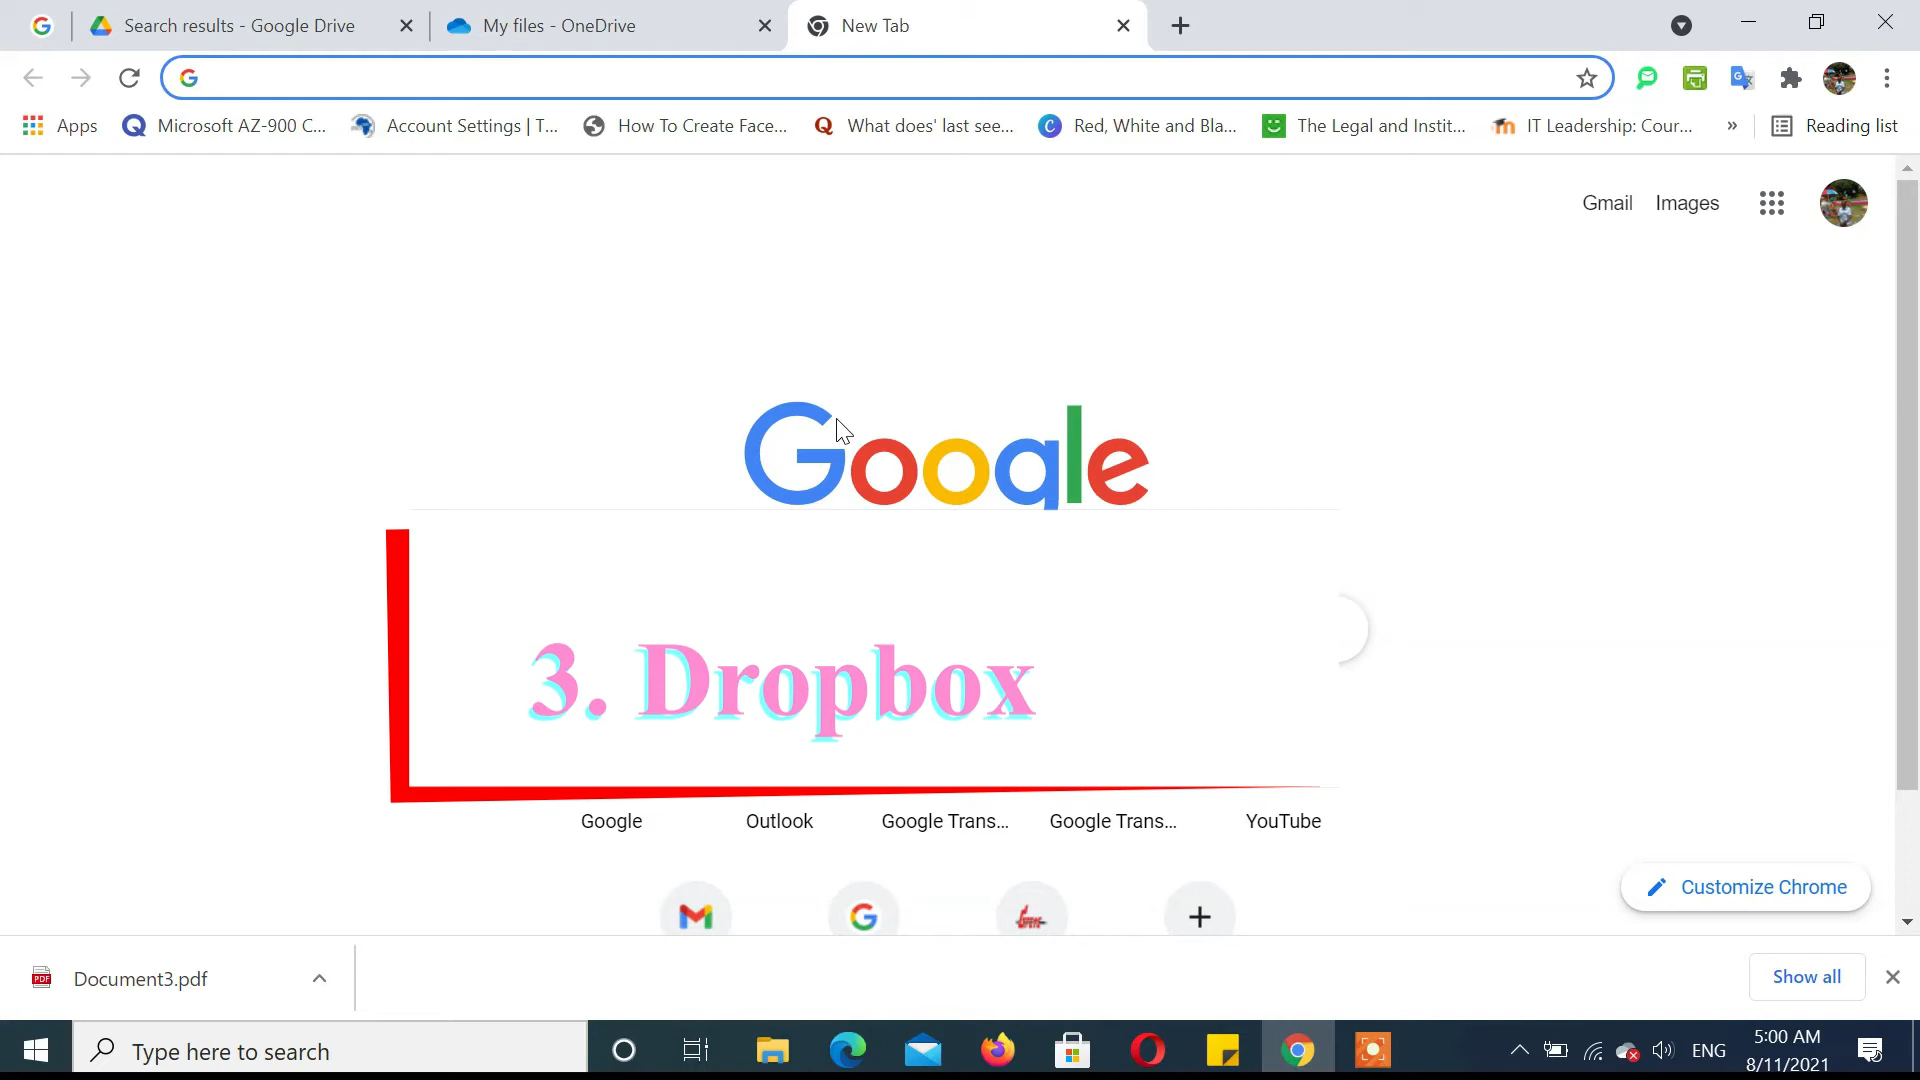 Search results - Google Drive
My files - OneDrive
New Tab
Apps
Microsoft AZ-900 C...
Account Settings | T...
How To Create Face...
What does' last see...
Red, White and Bla...
The Legal and Instit...
IT Leadership: Cour...
»
Reading list
Gmail
Images
Google
3. Dropbox
Google
Outlook
Google Trans...
Google Trans...
YouTube
Customize Chrome
PDF
Document3.pdf
Show all
Type here to search
ENG
5:00 AM
8/11/2021